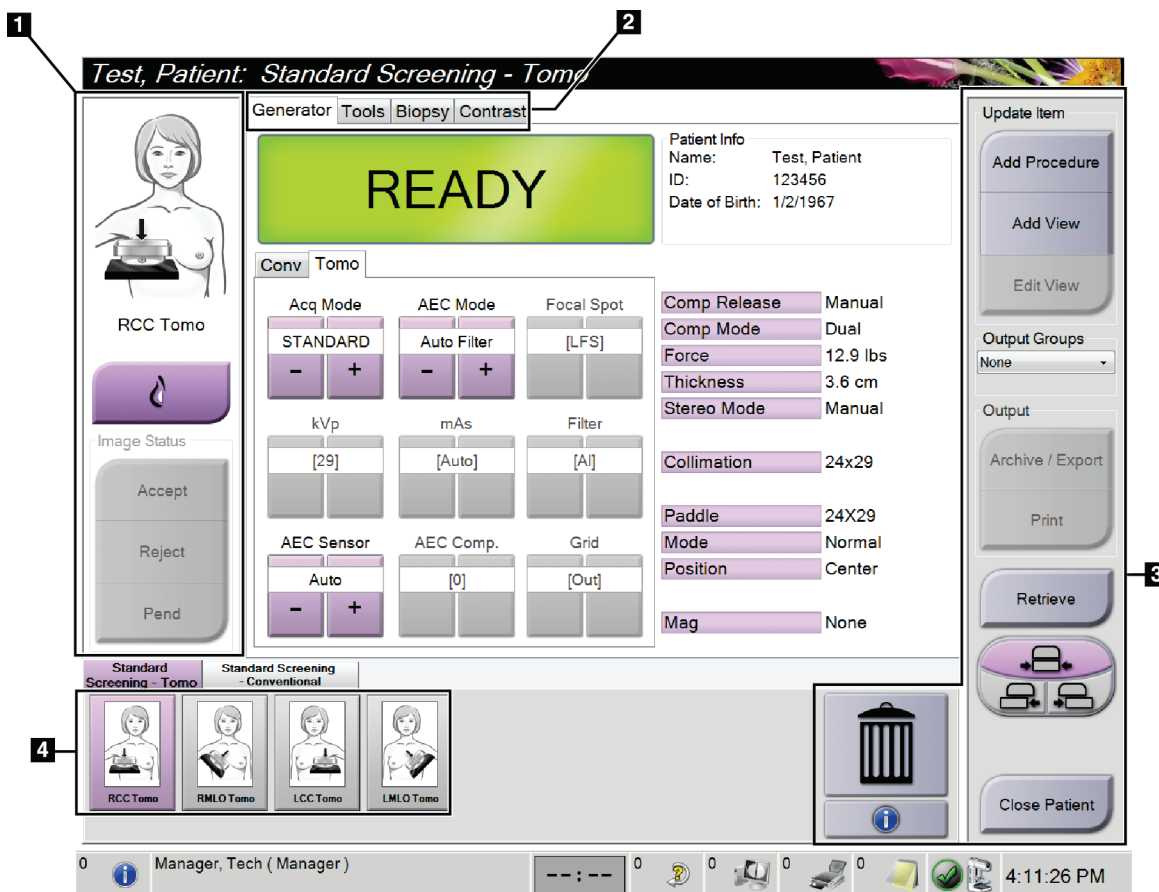 1
2
Test, Patient: Standard Screening - Tomo
Generator Tools Biopsy Contrast
READY
Patient Info
Name: Test, Patient
ID: 123456
Date of Birth: 1/2/1967
RCC Tomo
Image Status
Accept
Reject
Pend
Conv Tomo
Acq Mode AEC Mode Focal Spot
STANDARD Auto Filter [LFS]
- + - +
kVp mAs Filter
[29] [Auto] [Al]
AEC Sensor AEC Comp. Grid
Auto [0] [Out]
- +
Comp Release Manual
Comp Mode Dual
Force 12.9 lbs
Thickness 3.6 cm
Stereo Mode Manual
Collimation 24x29
Paddle 24X29
Mode Normal
Position Center
Mag None
Update Item
Add Procedure
Add View
Edit View
Output Groups
None
Output
Archive / Export
Print
Retrieve
Close Patient
3
Standard
Screening - Tomo
Standard Screening
- Conventional
4
RCC Tomo
RMLO Tomo
LCC Tomo
LMLO Tomo
0 Manager, Tech ( Manager ) --:-- 0 0 0 0 4:11:26 PM